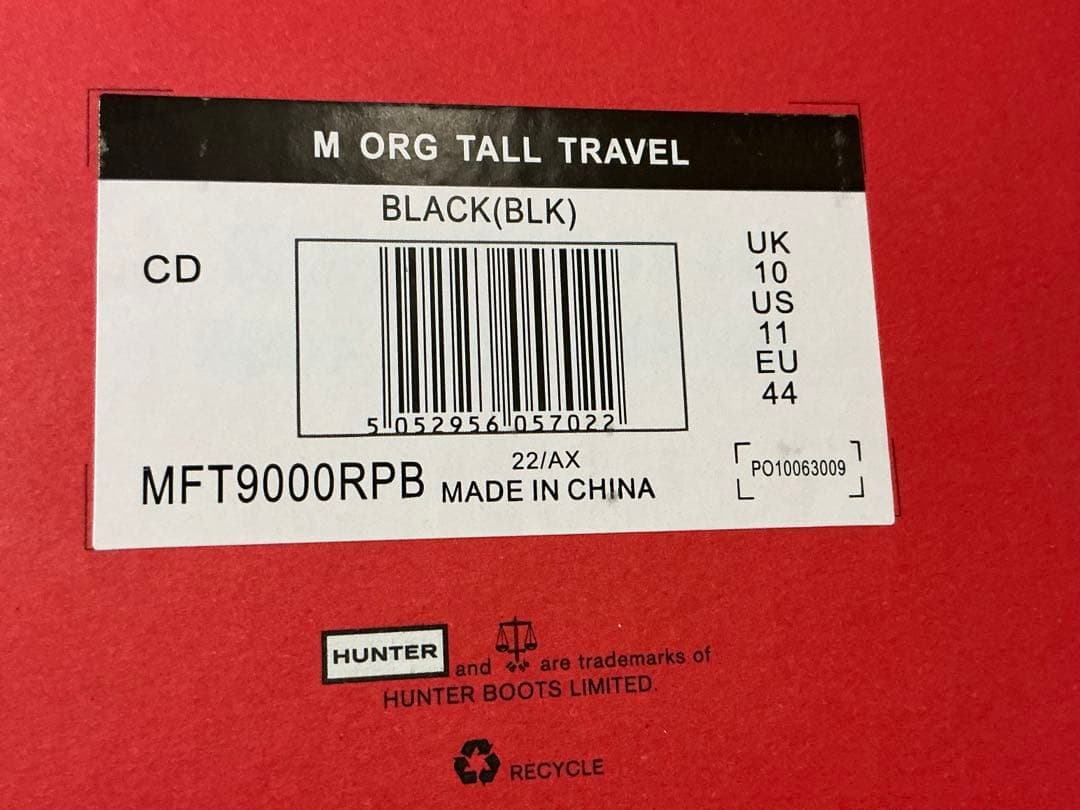 M ORG TALL TRAVEL
BLACK(BLK)
CD
UK
10
US
11
EU
44
5 052956 057022
22/AX
MFT9000RPB MADE IN CHINA
PO10063009
HUNTER and are trademarks of
HUNTER BOOTS LIMITED.
RECYCLE